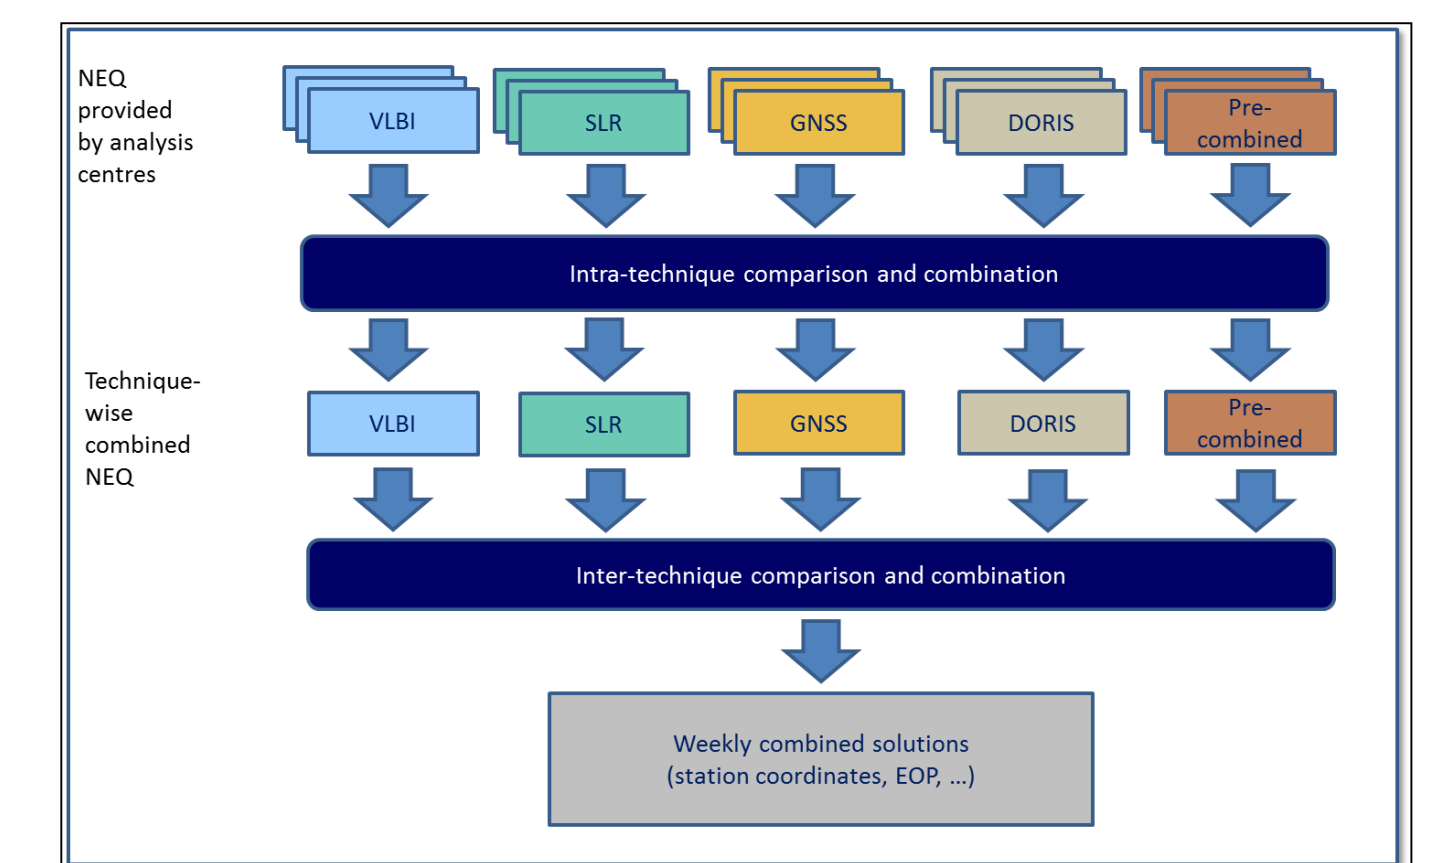 NEQ
provided
by analysis
centres
VLBI
SLR
GNSS
DORIS
Pre-
combined
Intra-technique comparison and combination
Technique-
wise
combined
NEQ
VLBI
SLR
GNSS
DORIS
Pre-
combined
Inter-technique comparison and combination
Weekly combined solutions
(station coordinates, EOP, ...)